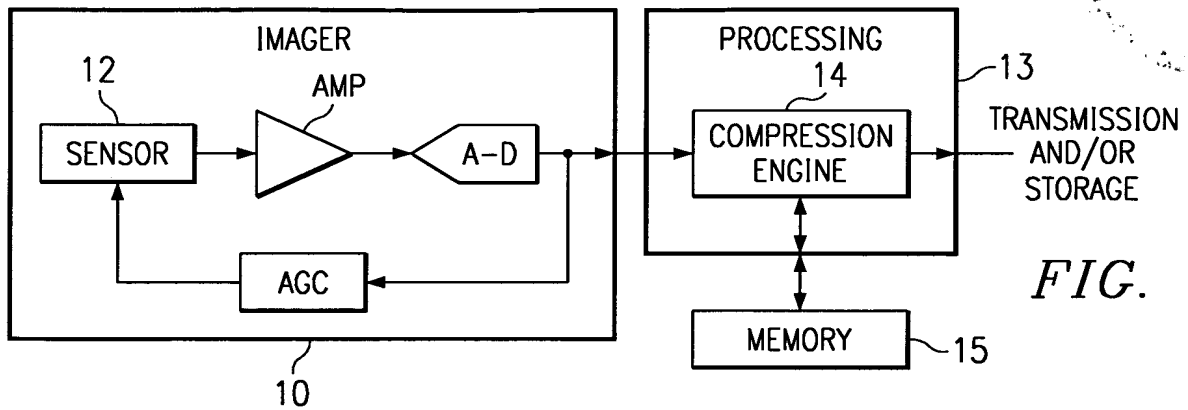 IMAGER
12
AMP
SENSOR
A-D
AGC
10
PROCESSING
14
13
COMPRESSION
ENGINE
TRANSMISSION
AND/OR
STORAGE
MEMORY
15
FIG.